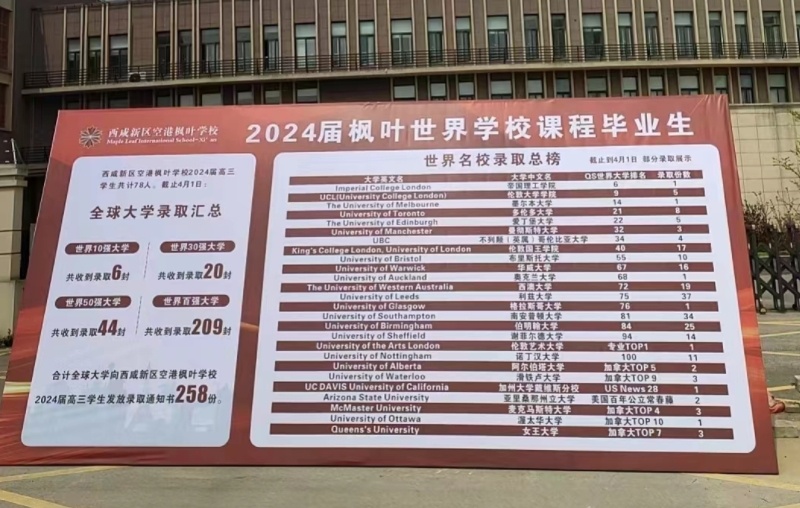 西咸新区空港枫叶学校
Maple Leaf International School-Xi'an
2024届枫叶世界学校课程毕业生
西咸新区空港枫叶学校2024届高三
学生共计78人。截止4月1日：
全球大学录取汇总
世界10强大学 世界30强大学
共收到录取6封 共收到录取20封
世界50强大学 世界百强大学
共收到录取44封 共收到录取209封
合计全球大学向西咸新区空港枫叶学校
2024届高三学生发放录取通知书258份。
世界名校录取总榜 截止到4月1日 部分录取展示
大学英文名 大学中文名 QS世界大学排名 录取份数
Imperial College London 帝国理工学院 6 1
UCL(University College London) 伦敦大学学院 9 5
The University of Melbourne 墨尔本大学 14 1
University of Toronto 多伦多大学 21 8
The University of Edinburgh 爱丁堡大学 22 5
University of Manchester 曼彻斯特大学 32 3
UBC 不列颠（英属）哥伦比亚大学 34 4
King's College London, University of London 伦敦国王学院 40 17
University of Bristol 布里斯托大学 55 10
University of Warwick 华威大学 67 16
University of Auckland 奥克兰大学 68 1
The University of Western Australia 西澳大学 72 19
University of Leeds 利兹大学 75 37
University of Glasgow 格拉斯哥大学 76 1
University of Southampton 南安普顿大学 81 34
University of Birmingham 伯明翰大学 84 25
University of Sheffield 谢菲尔德大学 94 14
University of the Arts London 伦敦艺术大学 专业TOP1 1
University of Nottingham 诺丁汉大学 100 11
University of Alberta 阿尔伯塔大学 加拿大TOP 5 2
University of Waterloo 滑铁卢大学 加拿大TOP 9 3
UC DAVIS University of California 加州大学戴维斯分校 US News 28 1
Arizona State University 亚里桑那州立大学 美国百年公立常春藤 2
McMaster University 麦克马斯特大学 加拿大TOP 4 3
University of Ottawa 渥太华大学 加拿大TOP 10 1
Queen's University 女王大学 加拿大TOP 7 3